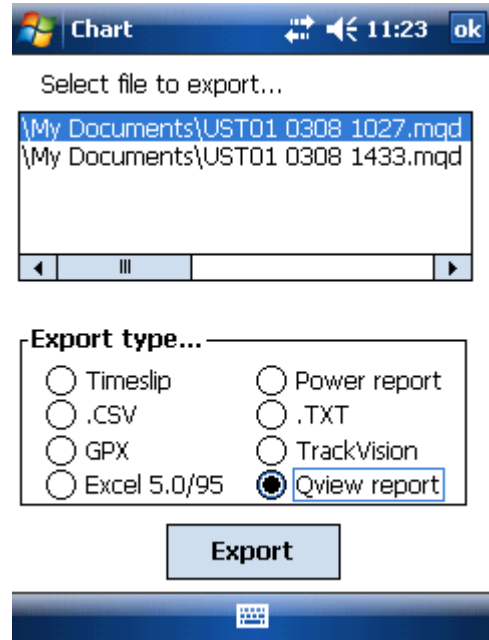 Chart 11:23 ok
Select file to export...
\My Documents\UST01 0308 1027.mqd
\My Documents\UST01 0308 1433.mqd
Export type...
Timeslip Power report
.CSV .TXT
GPX TrackVision
Excel 5.0/95 Qview report
Export